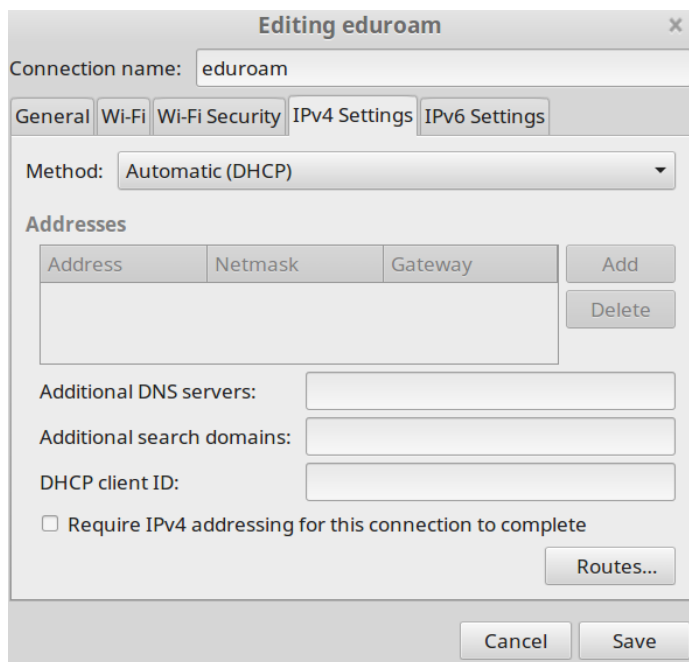 Editing eduroam ×
Connection name: eduroam
General Wi-Fi Wi-Fi Security IPv4 Settings IPv6 Settings
Method: Automatic (DHCP)
Addresses
Address Netmask Gateway Add
Delete
Additional DNS servers:
Additional search domains:
DHCP client ID:
Require IPv4 addressing for this connection to complete
Routes...
Cancel Save